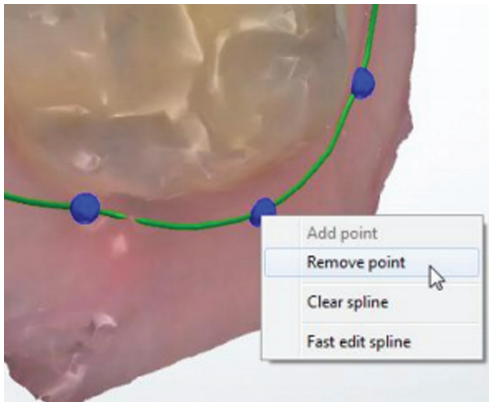 Add point
Remove point
Clear spline
Fast edit spline